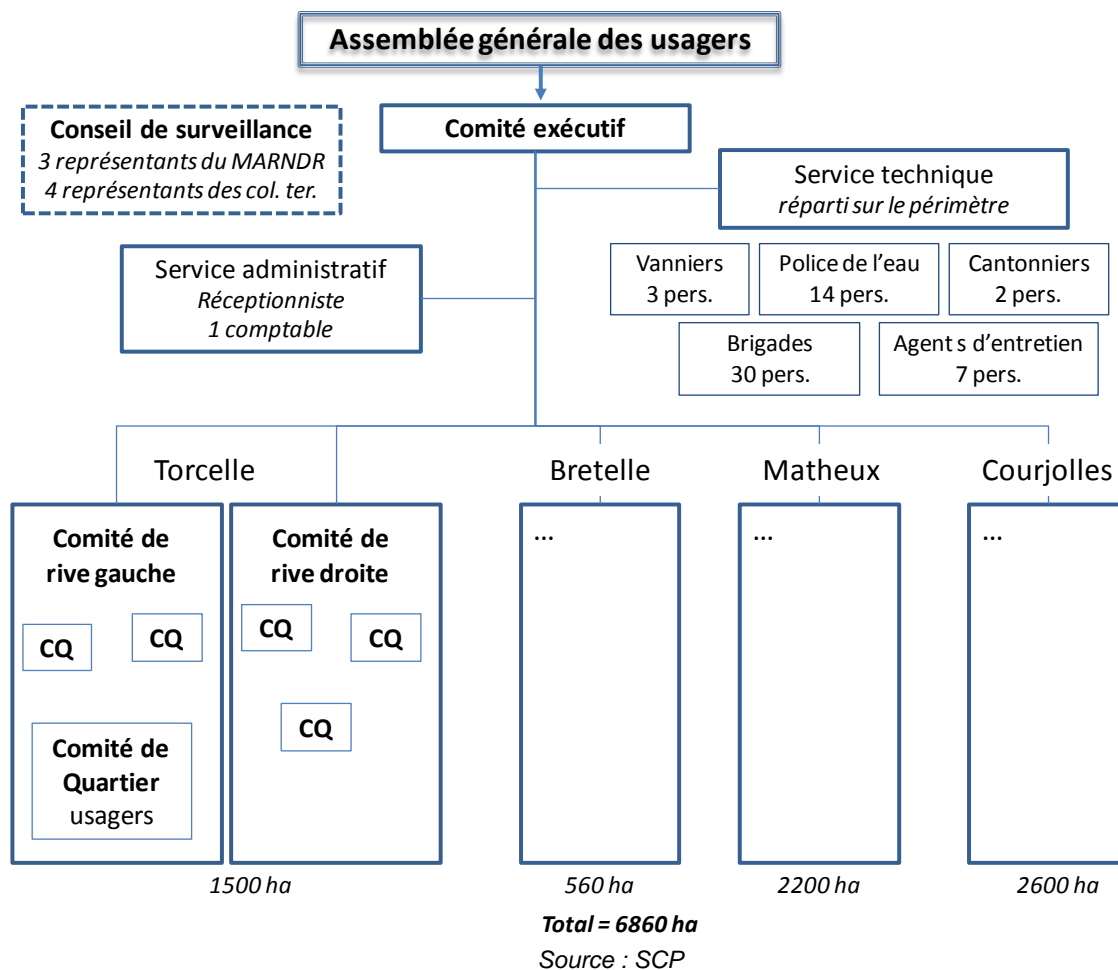 Assemblée générale des usagers
Conseil de surveillance
3 représentants du MARNDR
4 représentants des col. ter.
Comité exécutif
Service technique
réparti sur le périmètre
Service administratif
Réceptionniste
1 comptable
Vanniers
3 pers.
Police de l'eau
14 pers.
Cantonniers
2 pers.
Brigades
30 pers.
Agent s d'entretien
7 pers.
Torcelle
Bretelle
Matheux
Courjolles
Comité de
rive gauche
CQ
CQ
Comité de
Quartier
usagers
Comité de
rive droite
CQ
CQ
CQ
...
...
...
1500 ha
560 ha
2200 ha
2600 ha
Total = 6860 ha
Source : SCP